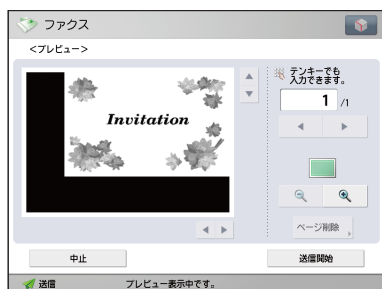 ファクス
<プレビュー>
Invitation
テンキーでも
入力できます。
1 /1
ページ削除
中止
送信開始
送信
プレビュー表示中です。